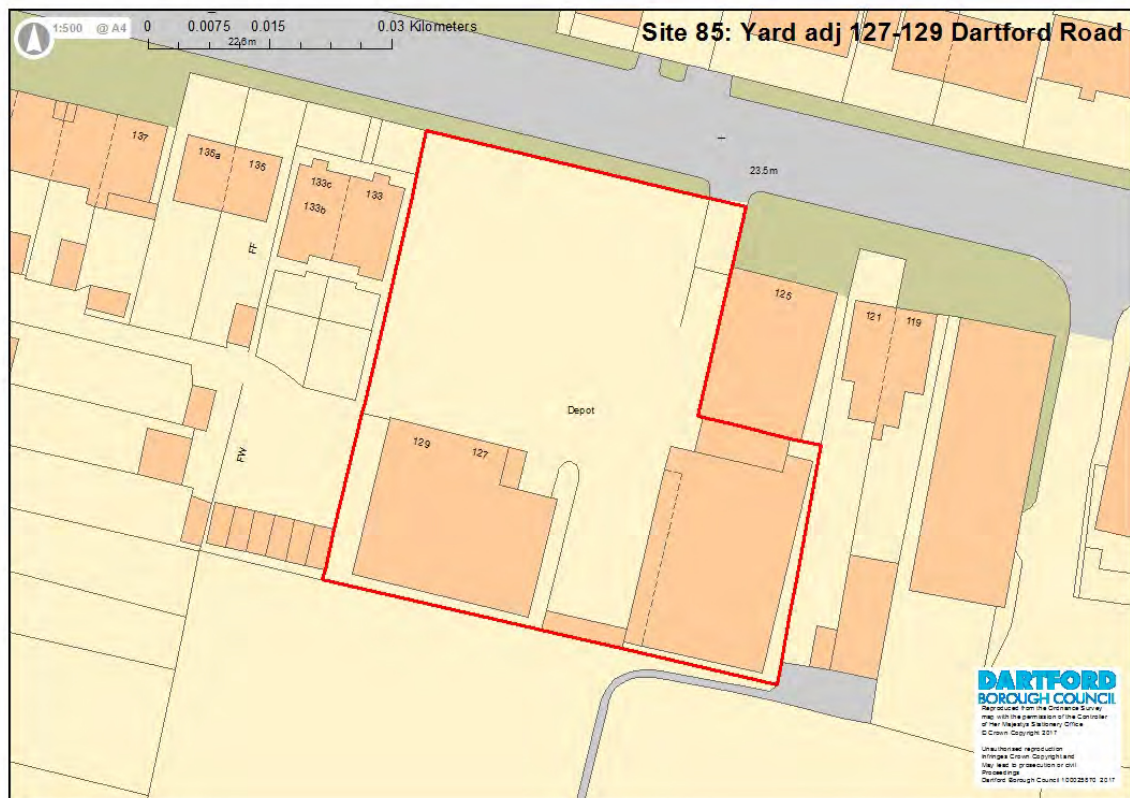 1:500 @ A4
0 0.0075 0.015 0.03 Kilometers
22.6m
Site 85: Yard adj 127-129 Dartford Road
137
135a
135
133c
133
133b
23.5m
FF
125
121
119
Depot
129
127
FW
DARTFORD
BOROUGH COUNCIL
Reproduced from the Ordnance Survey
map with the permission of the Controller
of Her Majestys Stationery Office
© Crown Copyright 2017
Unauthorised reproduction
Infringes Crown Copyright and
May lead to prosecution or civil
Proceedings
Dartford Borough Council 100025870 2017